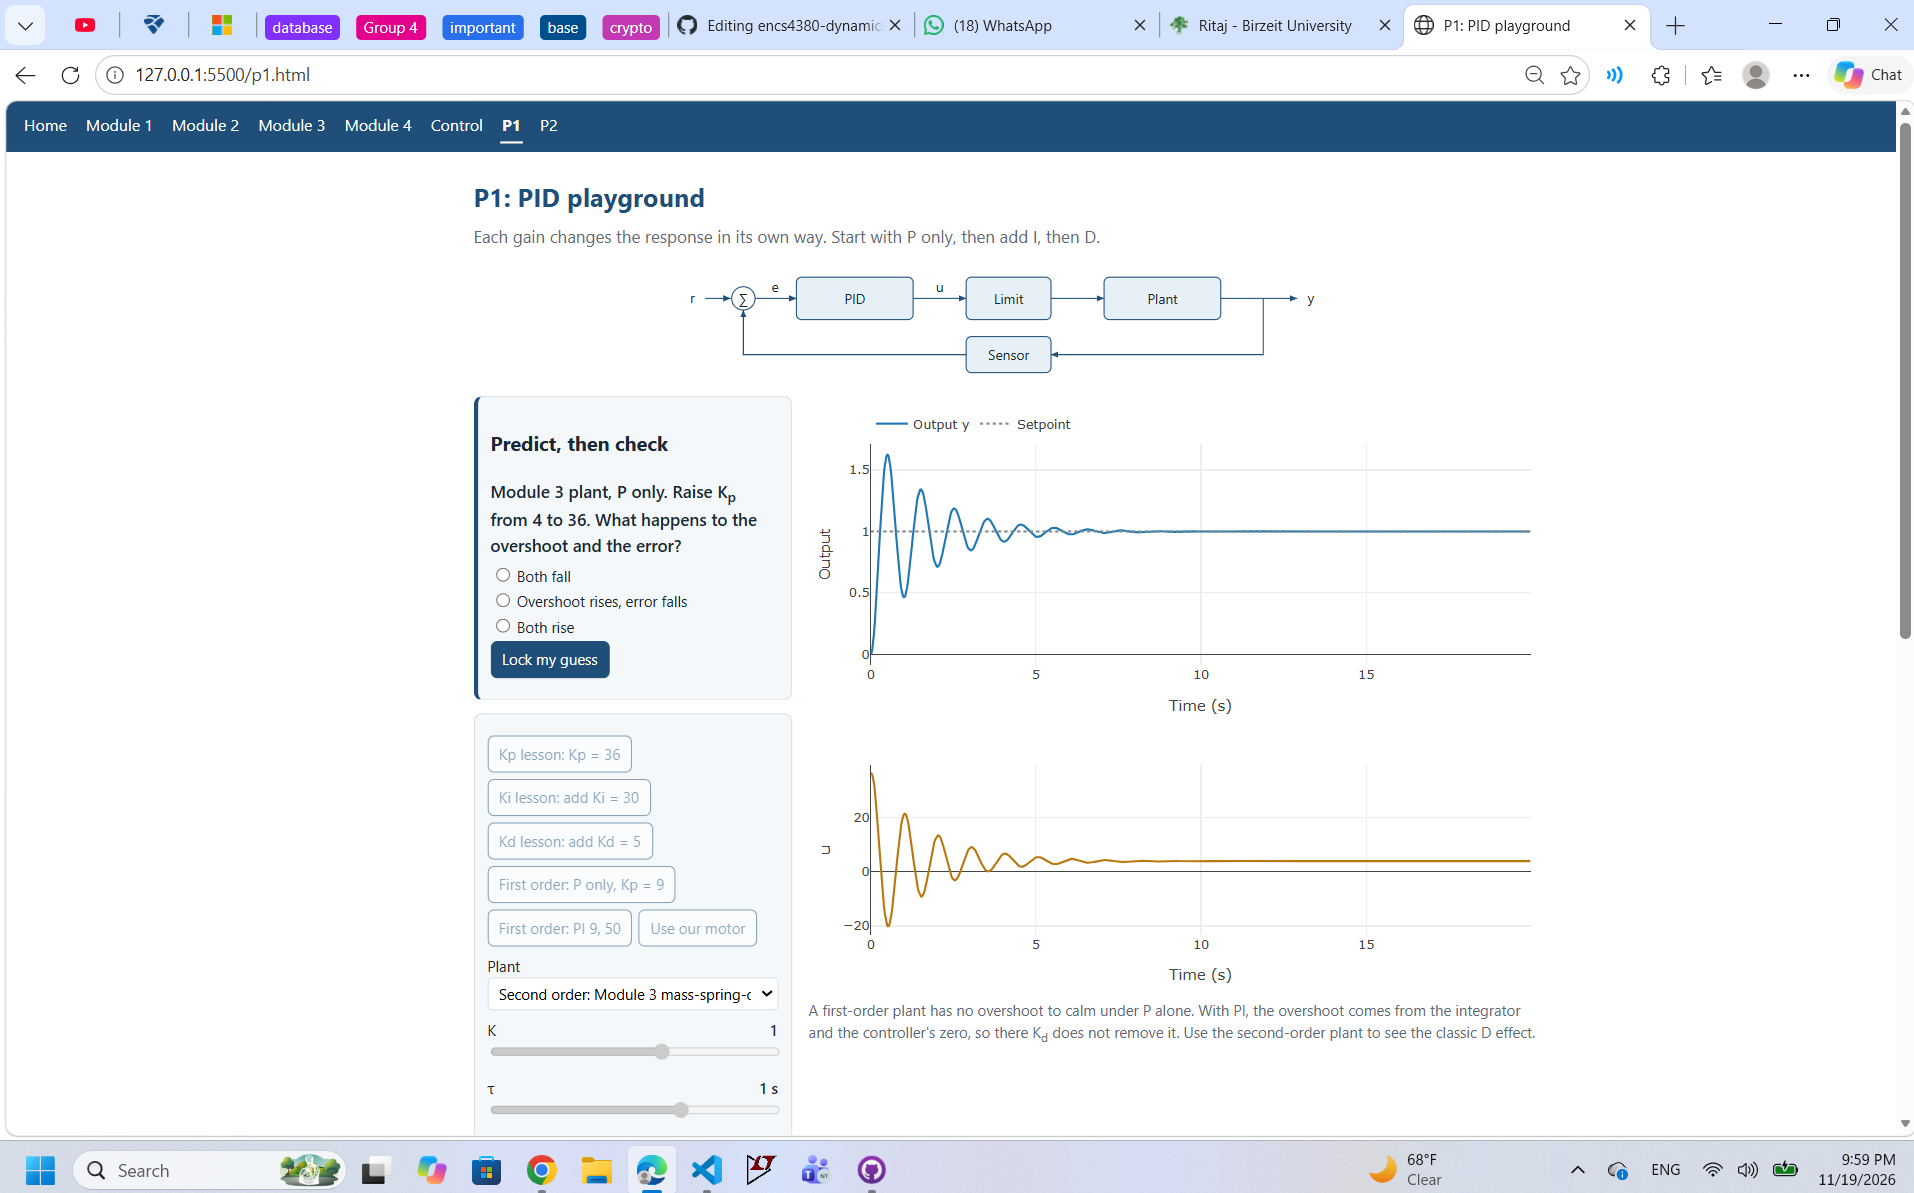 database
Group 4
important
base
crypto
Editing encs4380-dynamic
(18) WhatsApp
Ritaj - Birzeit University
P1: PID playground
127.0.0.1:5500/p1.html
Chat
Home
Module 1
Module 2
Module 3
Module 4
Control
P1
P2
P1: PID playground
Each gain changes the response in its own way. Start with P only, then add I, then D.
r
∑
e
PID
u
Limit
Plant
y
Sensor
Predict, then check
Module 3 plant, P only. Raise Kp
from 4 to 36. What happens to the
overshoot and the error?
Both fall
Overshoot rises, error falls
Both rise
Lock my guess
Kp lesson: Kp = 36
Ki lesson: add Ki = 30
Kd lesson: add Kd = 5
First order: P only, Kp = 9
First order: PI 9, 50
Use our motor
Plant
Second order: Module 3 mass-spring-c
K 1
τ 1 s
Output y
Setpoint
1.5
1
0.5
0
Output
0 5 10 15
Time (s)
20
0
−20
u
0 5 10 15
Time (s)
A first-order plant has no overshoot to calm under P alone. With PI, the overshoot comes from the integrator
and the controller's zero, so there Kd does not remove it. Use the second-order plant to see the classic D effect.
Search
68°F
Clear
ENG
9:59 PM
11/19/2026